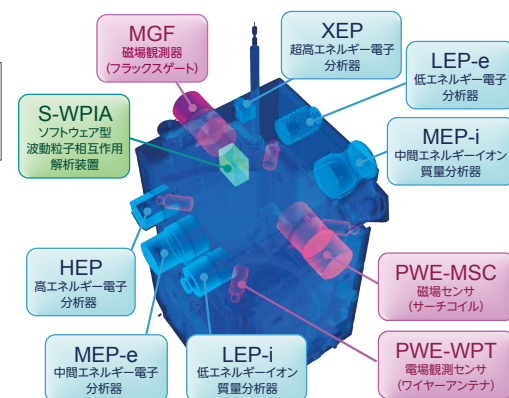 MGF
磁場観測器
(フラックスゲート)
XEP
超高エネルギー電子
分析器
LEP-e
低エネルギー電子
分析器
S-WPIA
ソフトウェア型
波動粒子相互作用
解析装置
MEP-i
中間エネルギーイオン
質量分析器
HEP
高エネルギー電子
分析器
PWE-MSC
磁場センサ
(サーチコイル)
MEP-e
中間エネルギー電子
分析器
LEP-i
低エネルギーイオン
質量分析器
PWE-WPT
電場観測センサ
(ワイヤーアンテナ)